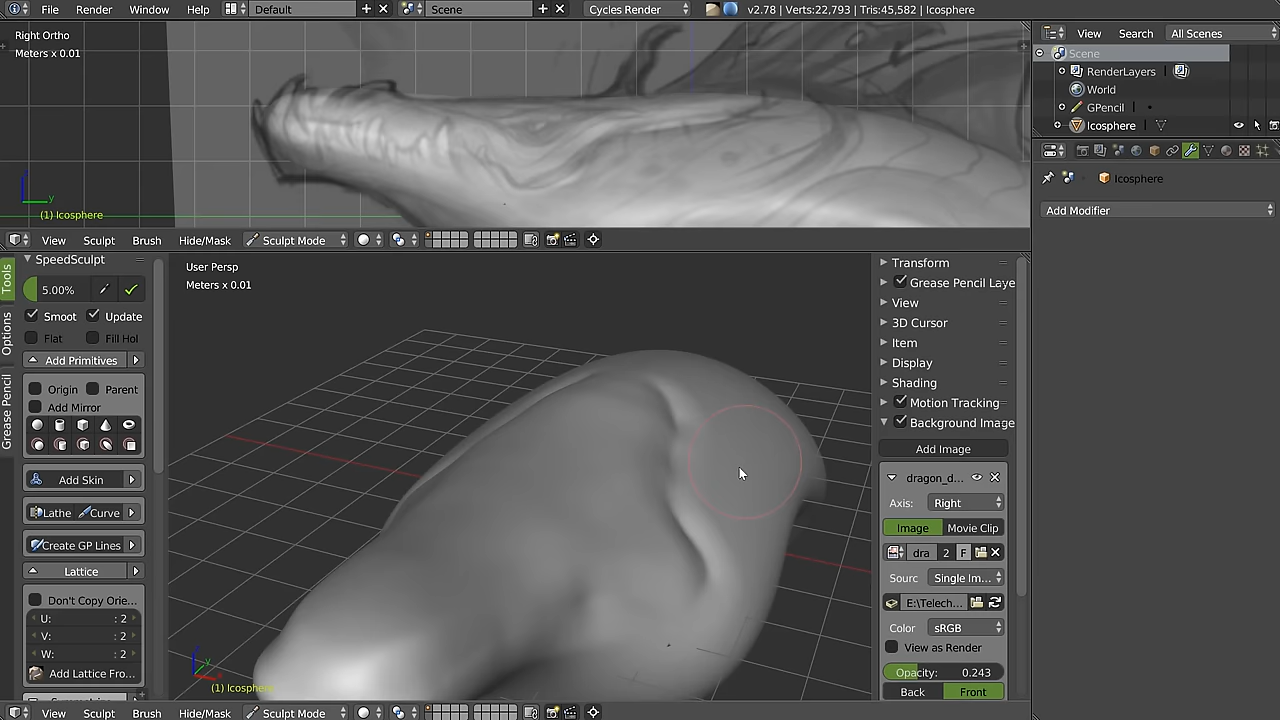 File Render Window Help Default Scene Cycles Render v2.78 | Verts:22,793 | Tris:45,582 | Icosphere
Right Ortho
Meters x 0.01
(1) Icosphere
View Sculpt Brush Hide/Mask Sculpt Mode
View Search All Scenes
Scene
RenderLayers
World
GPencil
Icosphere
Icosphere
Add Modifier
Tools
Options
Grease Pencil
SpeedSculpt
5.00%
Smoot Update
Flat Fill Hol
Add Primitives
Origin Parent
Add Mirror
Add Skin
Lathe Curve
Create GP Lines
Lattice
Don't Copy Orie...
U: : 2
V: : 2
W: : 2
Add Lattice Fro...
User Persp
Meters x 0.01
(1) Icosphere
Transform
Grease Pencil Laye
View
3D Cursor
Item
Display
Shading
Motion Tracking
Background Image
Add Image
dragon_d...
Axis: Right
Image Movie Clip
dra 2 F
Sourc Single Im...
E:\Telech...
Color sRGB
View as Render
Opacity: 0.243
Back Front
View Sculpt Brush Hide/Mask Sculpt Mode